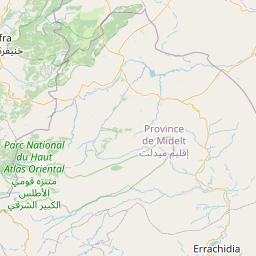 fra
خنيفرة
Province
de Midelt
إقليم ميدلت
Parc National
du Haut
Atlas Oriental
منتزه قومي
الأطلس
الكبير الشرقي
Errachidia